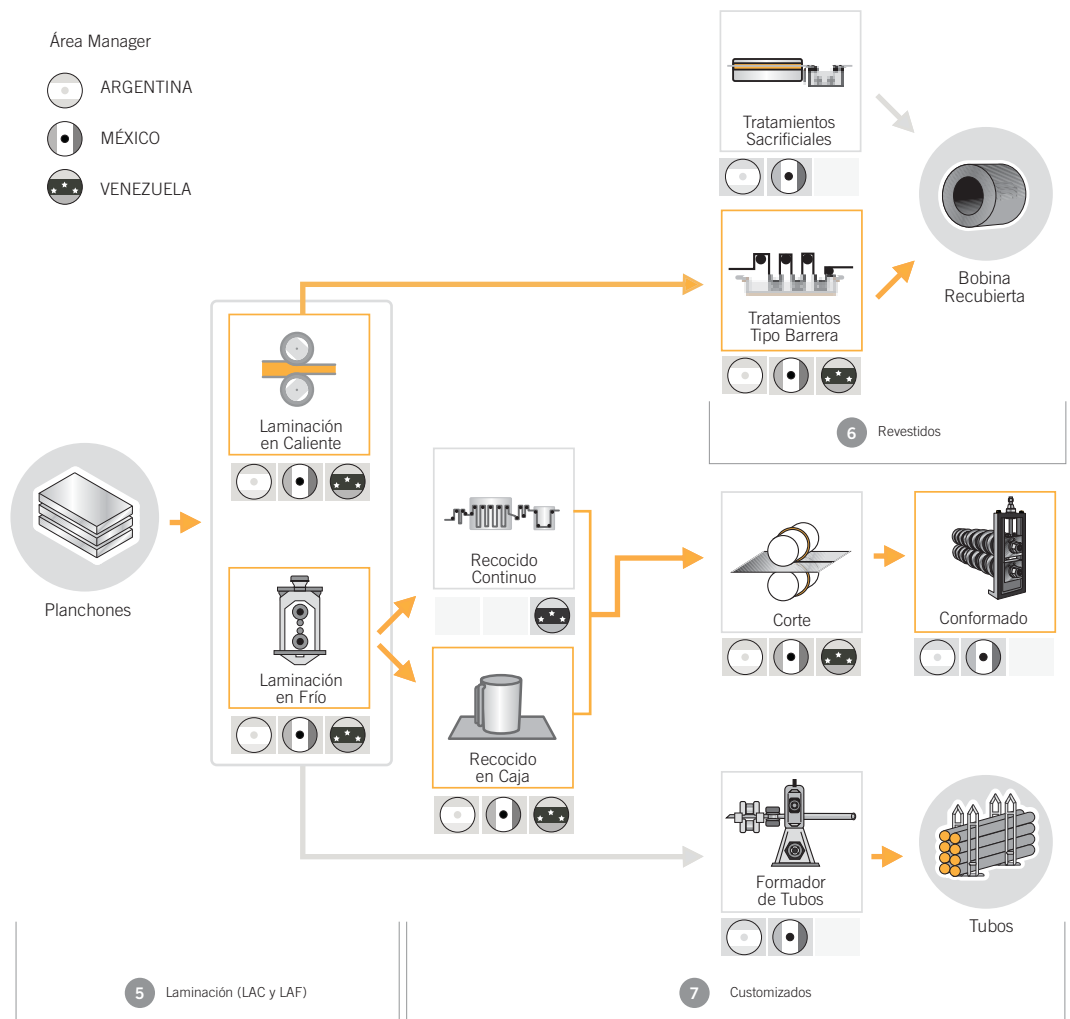 Área Manager
ARGENTINA
MÉXICO
VENEZUELA
Tratamientos
Sacrificiales
Bobina
Recubierta
Tratamientos
Tipo Barrera
6 Revestidos
Laminación
en Caliente
Planchones
Recocido
Continuo
Corte
Conformado
Laminación
en Frío
Recocido
en Caja
Formador
de Tubos
Tubos
5 Laminación (LAC y LAF)
7 Customizados